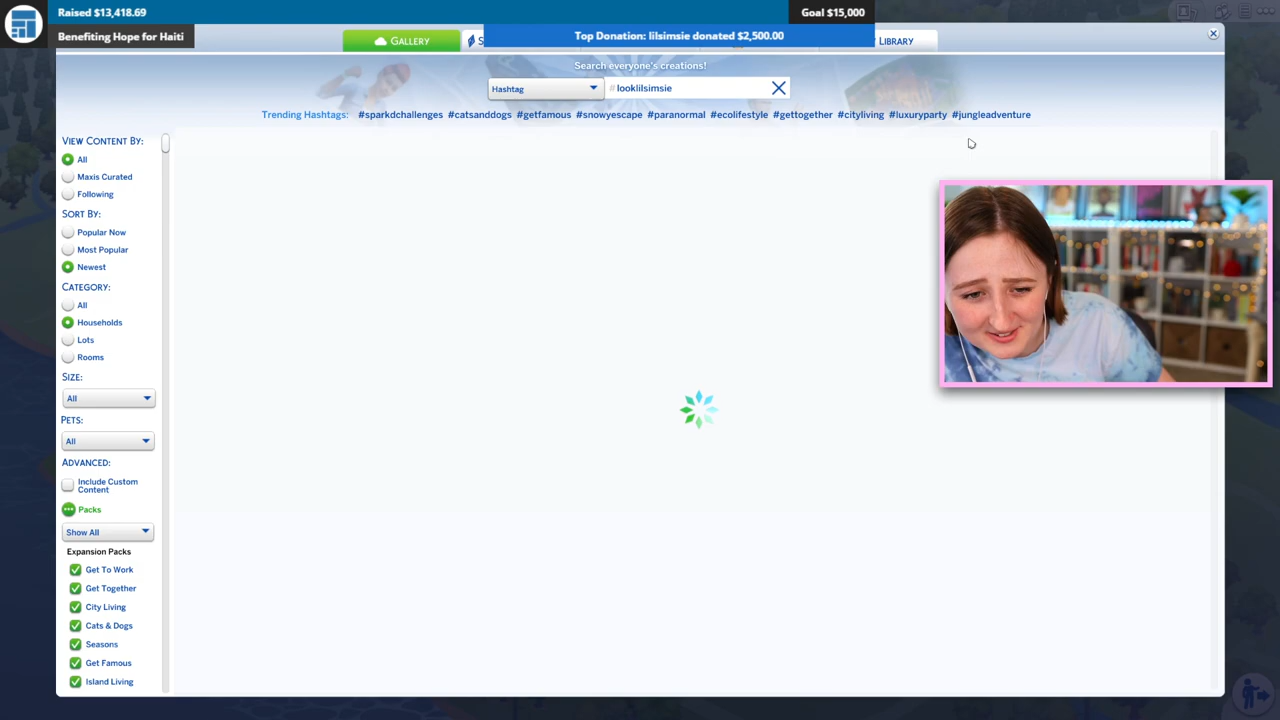 Raised $13,418.69
Goal $15,000
Benefiting Hope for Haiti
Top Donation: lilsimsie donated $2,500.00
Gallery
S
Library
Search everyone's creations!
Hashtag
#looklilsimsie
Trending Hashtags: #sparkdchallenges #catsanddogs #getfamous #snowyescape #paranormal #ecolifestyle #gettogether #cityliving #luxuryparty #jungleadventure
View Content By:
All
Maxis Curated
Following
Sort By:
Popular Now
Most Popular
Newest
Category:
All
Households
Lots
Rooms
Size:
All
Pets:
All
Advanced:
Include Custom
Content
Packs
Show All
Expansion Packs
Get To Work
Get Together
City Living
Cats & Dogs
Seasons
Get Famous
Island Living